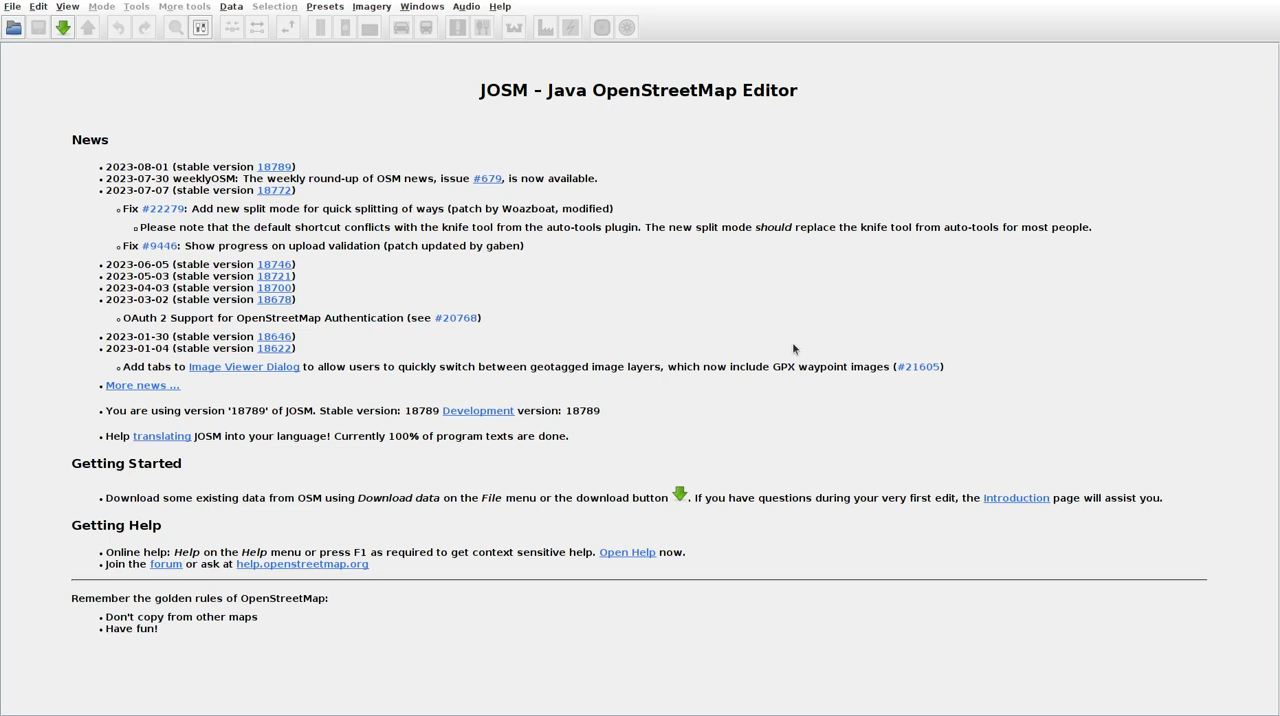 File Edit View Mode Tools More tools Data Selection Presets Imagery Windows Audio Help
JOSM – Java OpenStreetMap Editor
News
2023-08-01 (stable version 18789)
2023-07-30 weeklyOSM: The weekly round-up of OSM news, issue #679, is now available.
2023-07-07 (stable version 18772)
Fix #22279: Add new split mode for quick splitting of ways (patch by Woazboat, modified)
Please note that the default shortcut conflicts with the knife tool from the auto-tools plugin. The new split mode should replace the knife tool from auto-tools for most people.
Fix #9446: Show progress on upload validation (patch updated by gaben)
2023-06-05 (stable version 18746)
2023-05-03 (stable version 18721)
2023-04-03 (stable version 18700)
2023-03-02 (stable version 18678)
OAuth 2 Support for OpenStreetMap Authentication (see #20768)
2023-01-30 (stable version 18646)
2023-01-04 (stable version 18622)
Add tabs to Image Viewer Dialog to allow users to quickly switch between geotagged image layers, which now include GPX waypoint images (#21605)
More news ...
You are using version '18789' of JOSM. Stable version: 18789 Development version: 18789
Help translating JOSM into your language! Currently 100% of program texts are done.
Getting Started
Download some existing data from OSM using Download data on the File menu or the download button . If you have questions during your very first edit, the Introduction page will assist you.
Getting Help
Online help: Help on the Help menu or press F1 as required to get context sensitive help. Open Help now.
Join the forum or ask at help.openstreetmap.org
Remember the golden rules of OpenStreetMap:
Don't copy from other maps
Have fun!